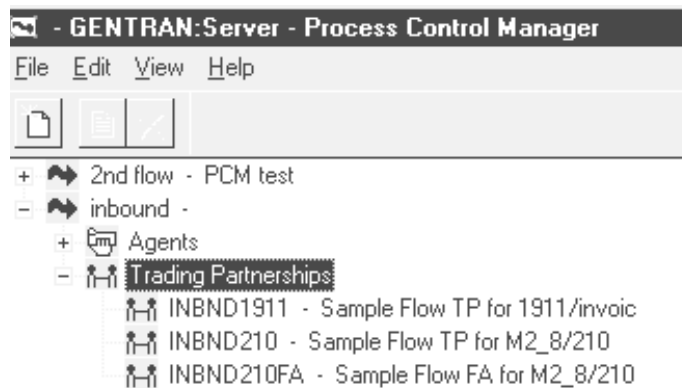 - GENTRAN:Server - Process Control Manager
File Edit View Help
2nd flow - PCM test
inbound -
Agents
Trading Partnerships
INBND1911 - Sample Flow TP for 1911/invoic
INBND210 - Sample Flow TP for M2_8/210
INBND210FA - Sample Flow FA for M2_8/210